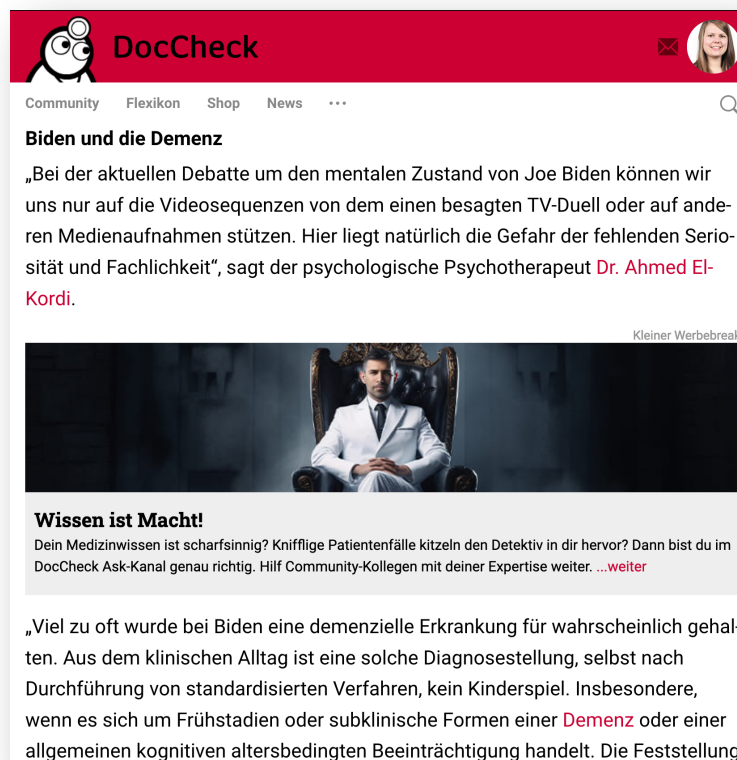 DocCheck
Community Flexikon Shop News •••
Biden und die Demenz
„Bei der aktuellen Debatte um den mentalen Zustand von Joe Biden können wir
uns nur auf die Videosequenzen von dem einen besagten TV-Duell oder auf ande-
ren Medienaufnahmen stützen. Hier liegt natürlich die Gefahr der fehlenden Serio-
sität und Fachlichkeit“, sagt der psychologische Psychotherapeut Dr. Ahmed El-
Kordi.
Kleiner Werbebreak
Wissen ist Macht!
Dein Medizinwissen ist scharfsinnig? Knifflige Patientenfälle kitzeln den Detektiv in dir hervor? Dann bist du im
DocCheck Ask-Kanal genau richtig. Hilf Community-Kollegen mit deiner Expertise weiter. ...weiter
„Viel zu oft wurde bei Biden eine demenzielle Erkrankung für wahrscheinlich gehal-
ten. Aus dem klinischen Alltag ist eine solche Diagnosestellung, selbst nach
Durchführung von standardisierten Verfahren, kein Kinderspiel. Insbesondere,
wenn es sich um Frühstadien oder subklinische Formen einer Demenz oder einer
allgemeinen kognitiven altersbedingten Beeinträchtigung handelt. Die Feststellung